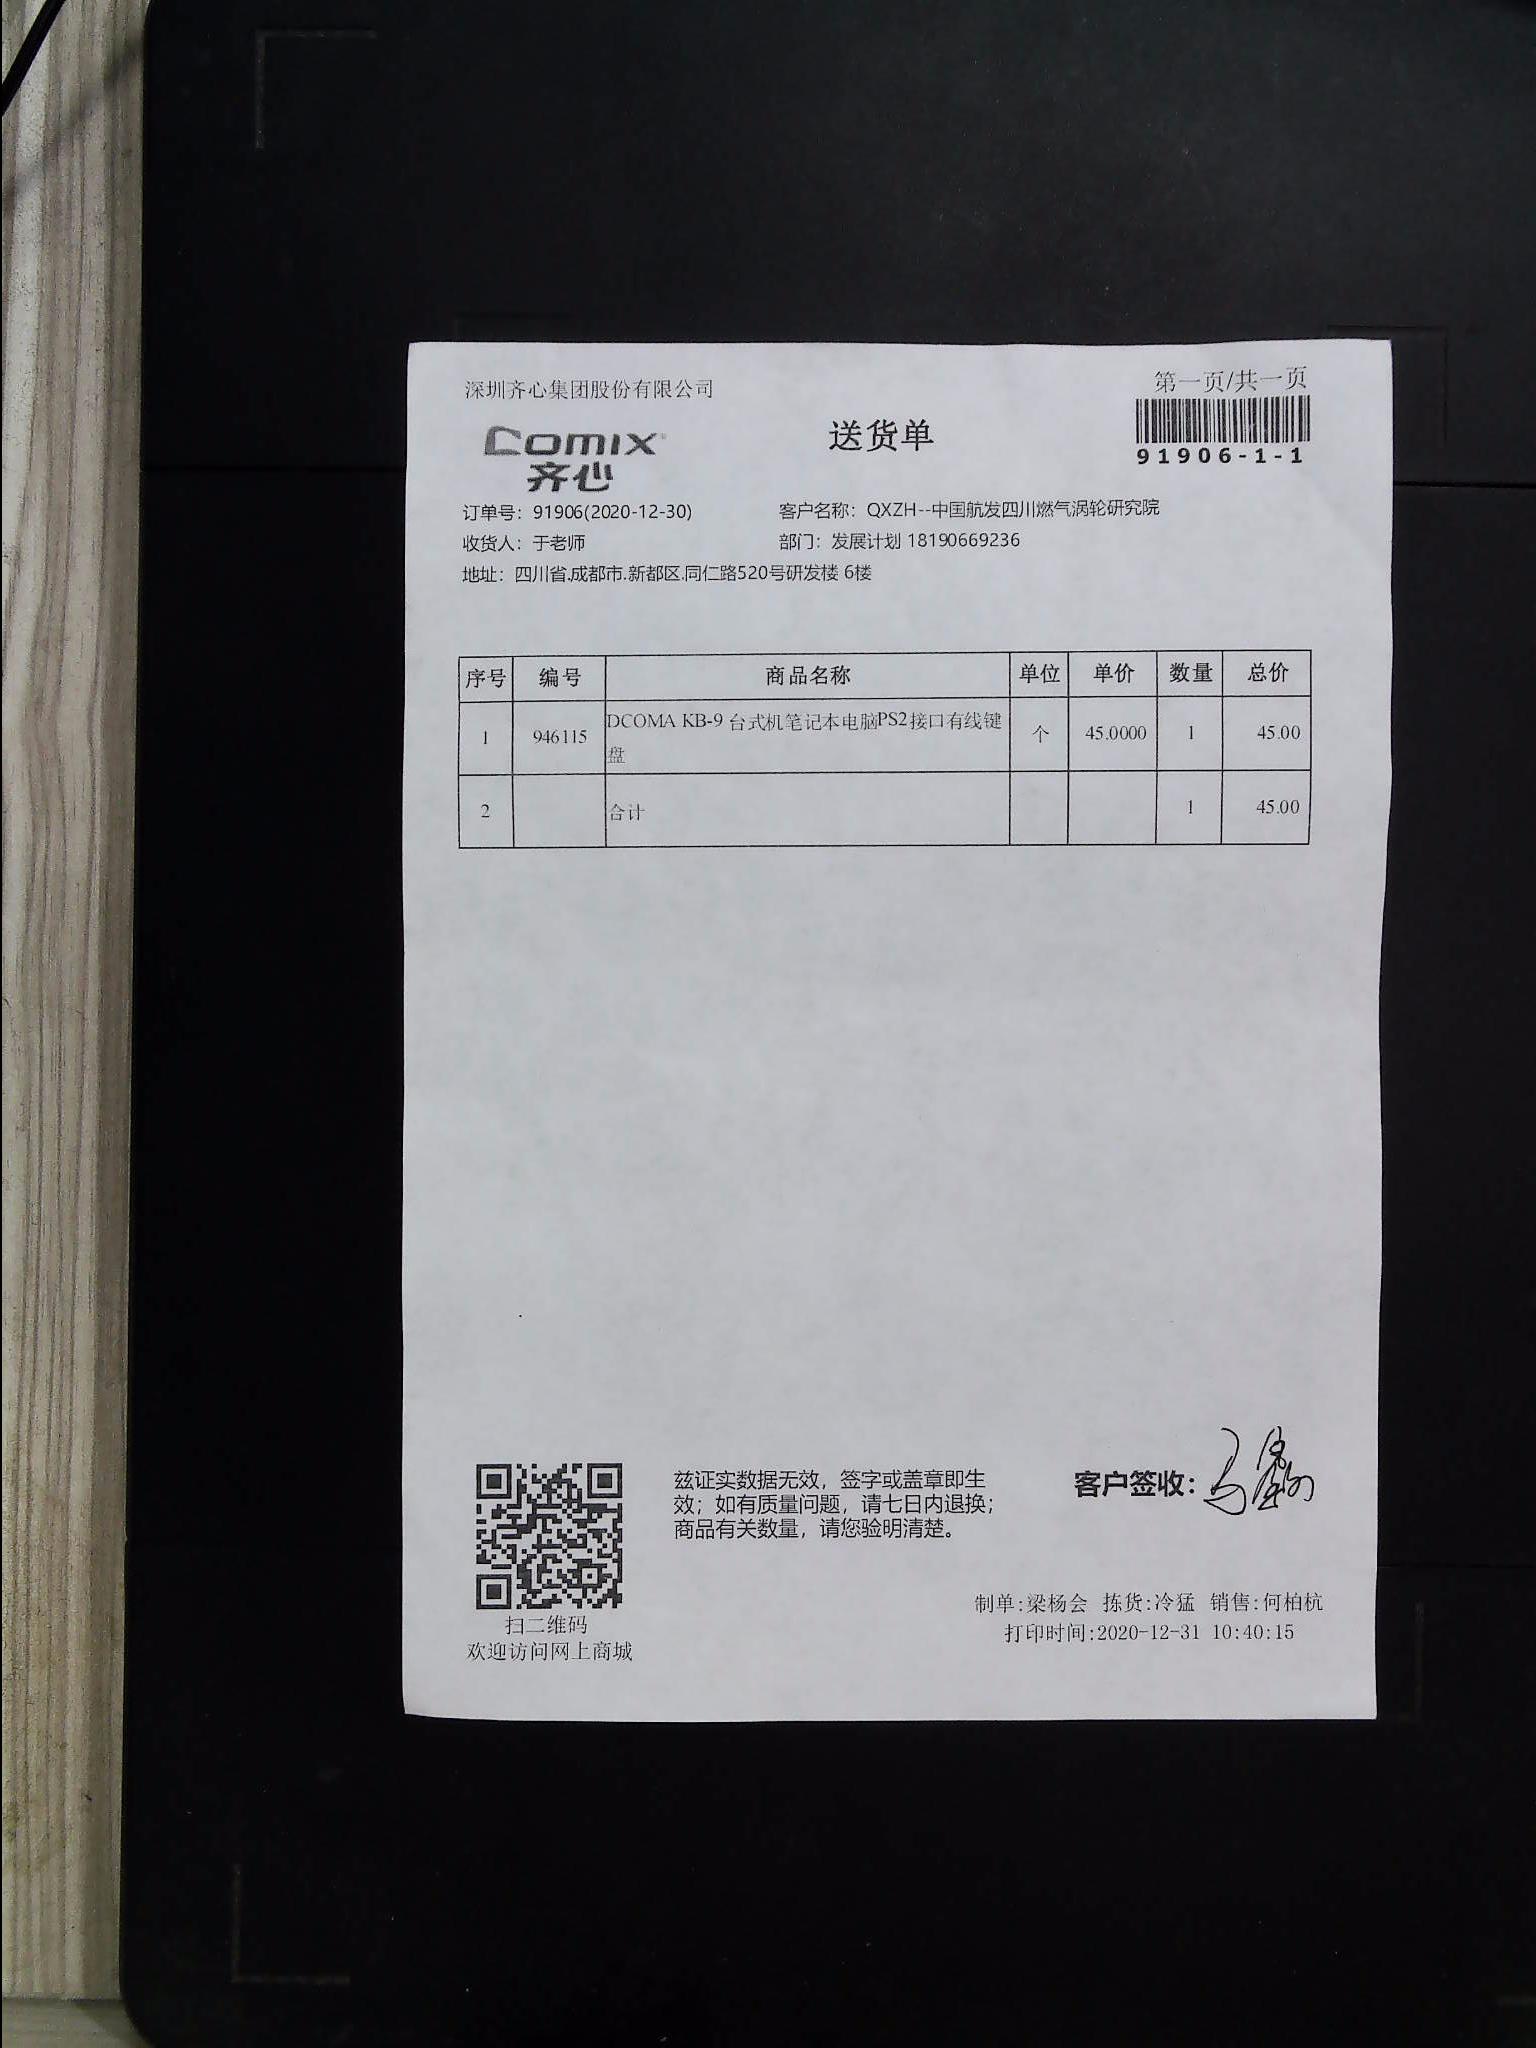 深圳齐心集团股份有限公司
第一页/共一页
comix
齐心
送货单
91906-1-1
订单号：91906(2020-12-30)
客户名称：QXZH--中国航发四川燃气涡轮研究院
收货人：于老师
部门：发展计划 18190669236
地址：四川省.成都市.新都区.同仁路520号研发楼 6楼
序号 编号 商品名称 单位 单价 数量 总价
1 946115 DCOMA KB-9 台式机笔记本电脑PS2接口有线键 个 45.0000 1 45.00
盘
2 合计 1 45.00
兹证实数据无效，签字或盖章即生
效；如有质量问题，请七日内退换；
商品有关数量，请您验明清楚。
客户签收：
扫二维码
欢迎访问网上商城
制单:梁杨会 拣货:冷猛 销售:何柏杭
打印时间:2020-12-31 10:40:15